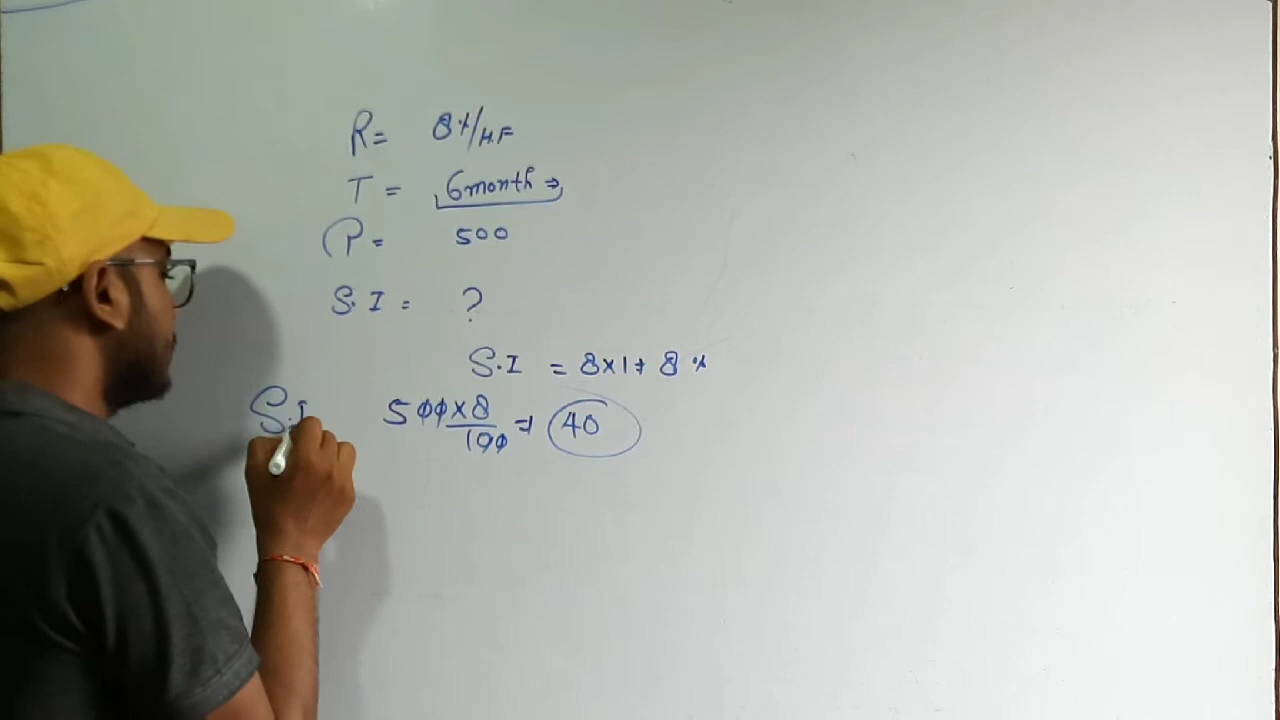 R= 8%/HF
T = 6month ⇒
P= 500
S.I = ?
S.I = 8×1⇒ 8%
S.I 500×8/100 ⇒ 40